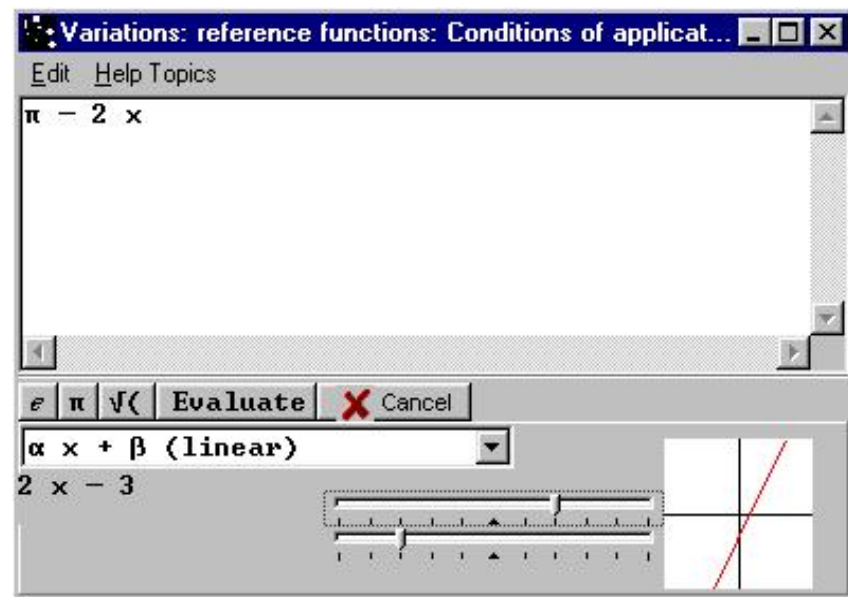 Variations: reference functions: Conditions of applicat...
Edit Help Topics
π - 2 x
e π √( Evaluate Cancel
α x + β (linear)
2 x - 3